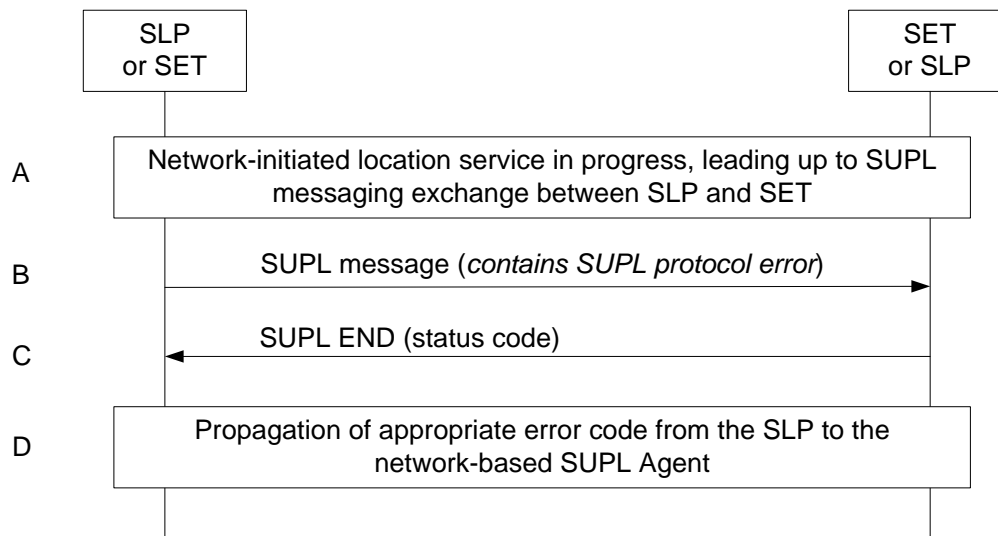 SLP
or SET
SET
or SLP
A
Network-initiated location service in progress, leading up to SUPL
messaging exchange between SLP and SET
B
SUPL message (contains SUPL protocol error)
C
SUPL END (status code)
D
Propagation of appropriate error code from the SLP to the
network-based SUPL Agent